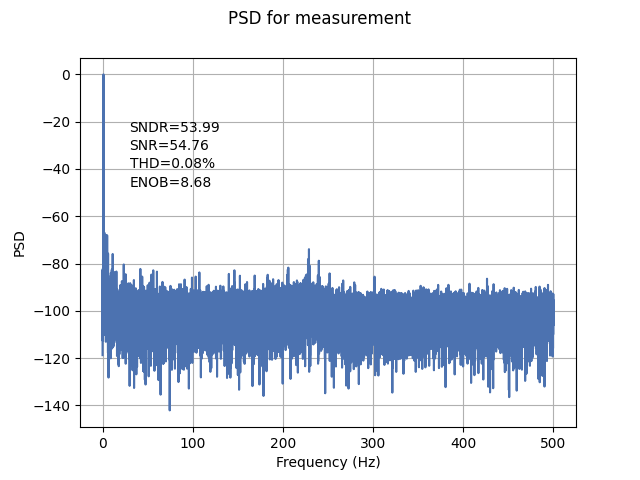 PSD for measurement
0
−20
−40
−60
−80
−100
−120
−140
PSD
SNDR=53.99
SNR=54.76
THD=0.08%
ENOB=8.68
0 100 200 300 400 500
Frequency (Hz)